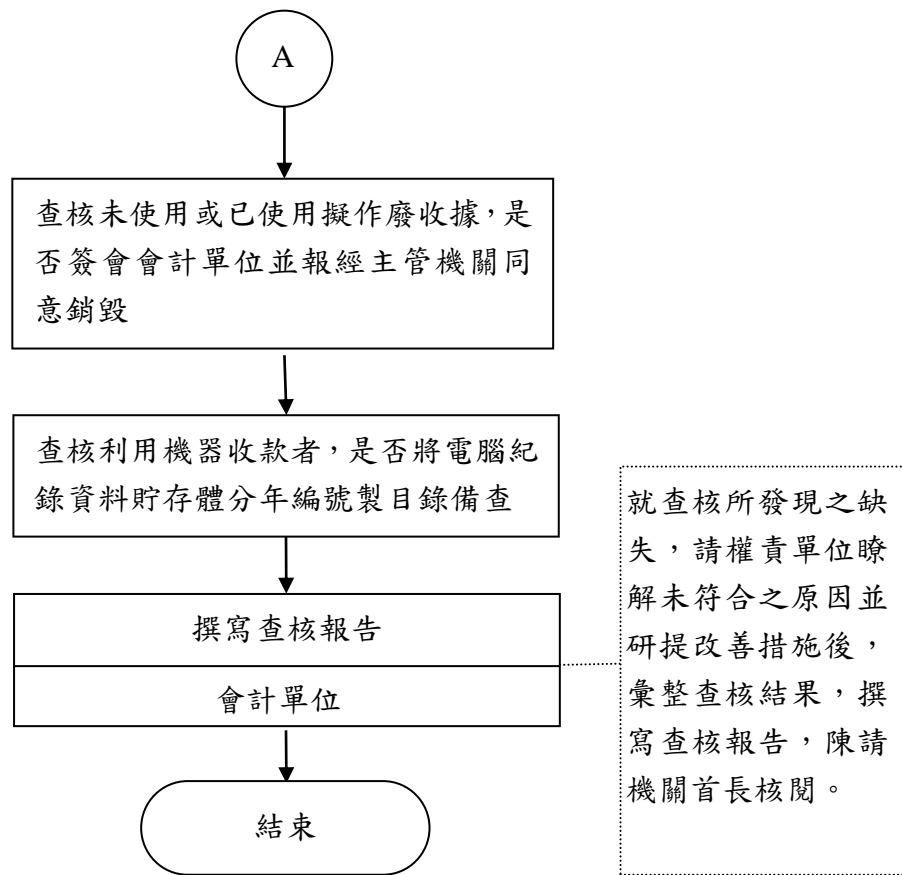 A
查核未使用或已使用擬作廢收據，是
否簽會會計單位並報經主管機關同
意銷毀
查核利用機器收款者，是否將電腦紀
錄資料貯存體分年編號製目錄備查
撰寫查核報告
會計單位
就查核所發現之缺
失，請權責單位瞭
解未符合之原因並
研提改善措施後，
彙整查核結果，撰
寫查核報告，陳請
機關首長核閱。
結束